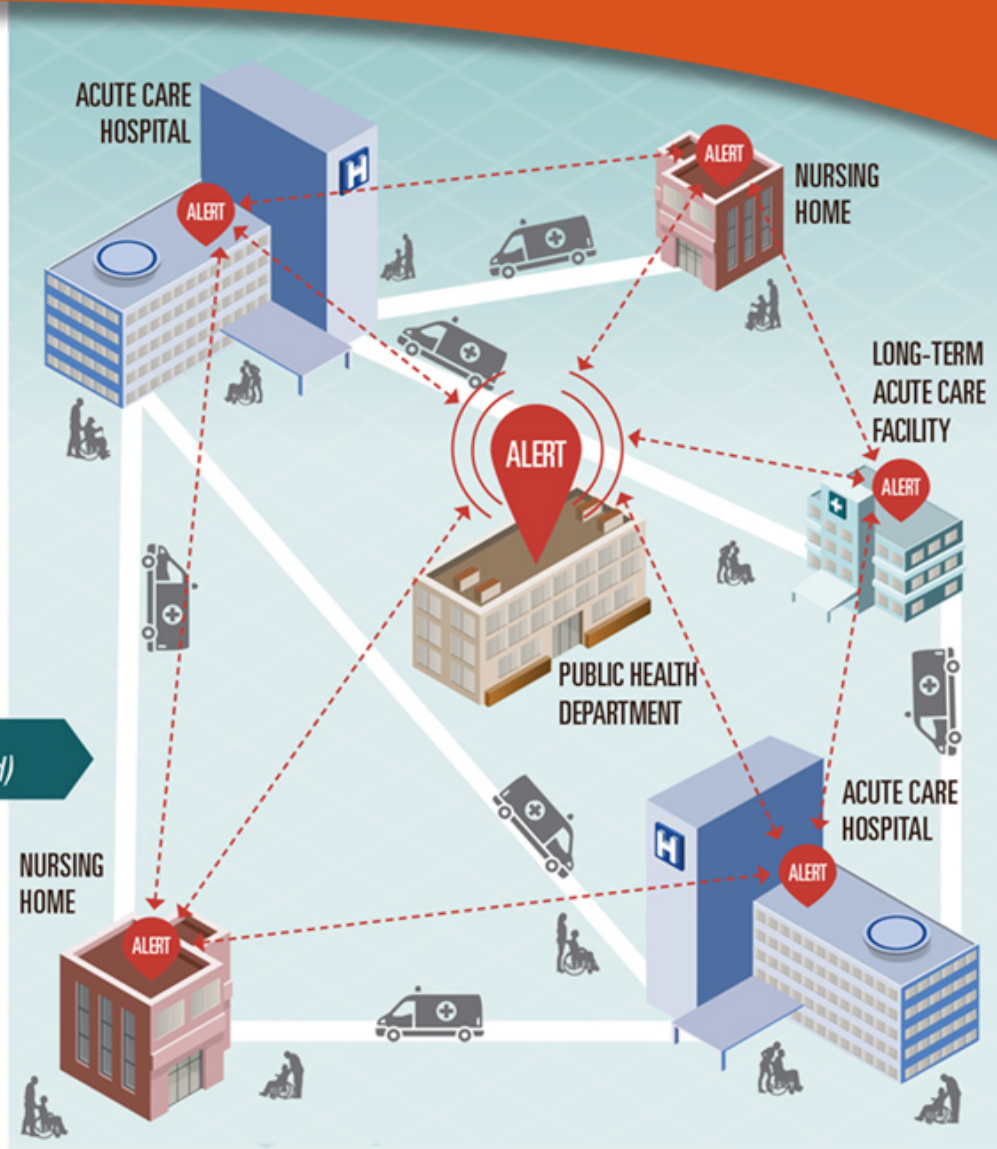 ACUTE CARE
HOSPITAL
H
ALERT
ALERT
NURSING
HOME
LONG-TERM
ACUTE CARE
FACILITY
ALERT
ALERT
PUBLIC HEALTH
DEPARTMENT
ACUTE CARE
HOSPITAL
H
ALERT
NURSING
HOME
ALERT